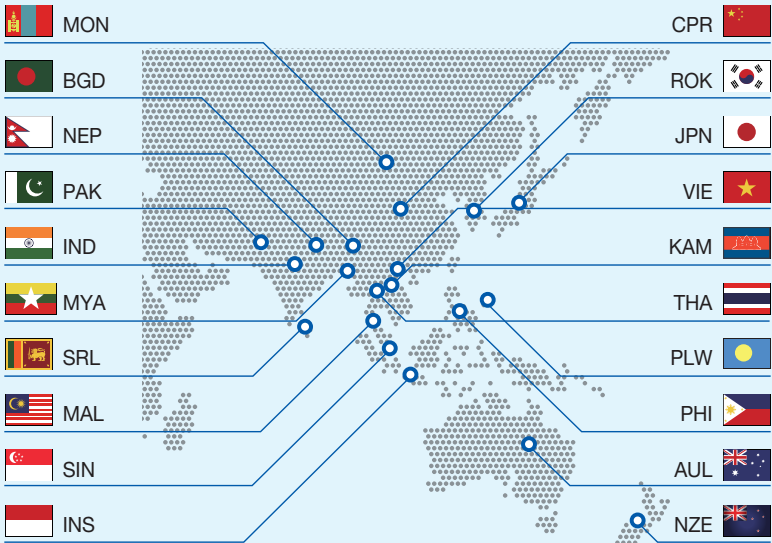 MON
BGD
NEP
PAK
IND
MYA
SRL
MAL
SIN
INS
CPR
ROK
JPN
VIE
KAM
THA
PLW
PHI
AUL
NZE